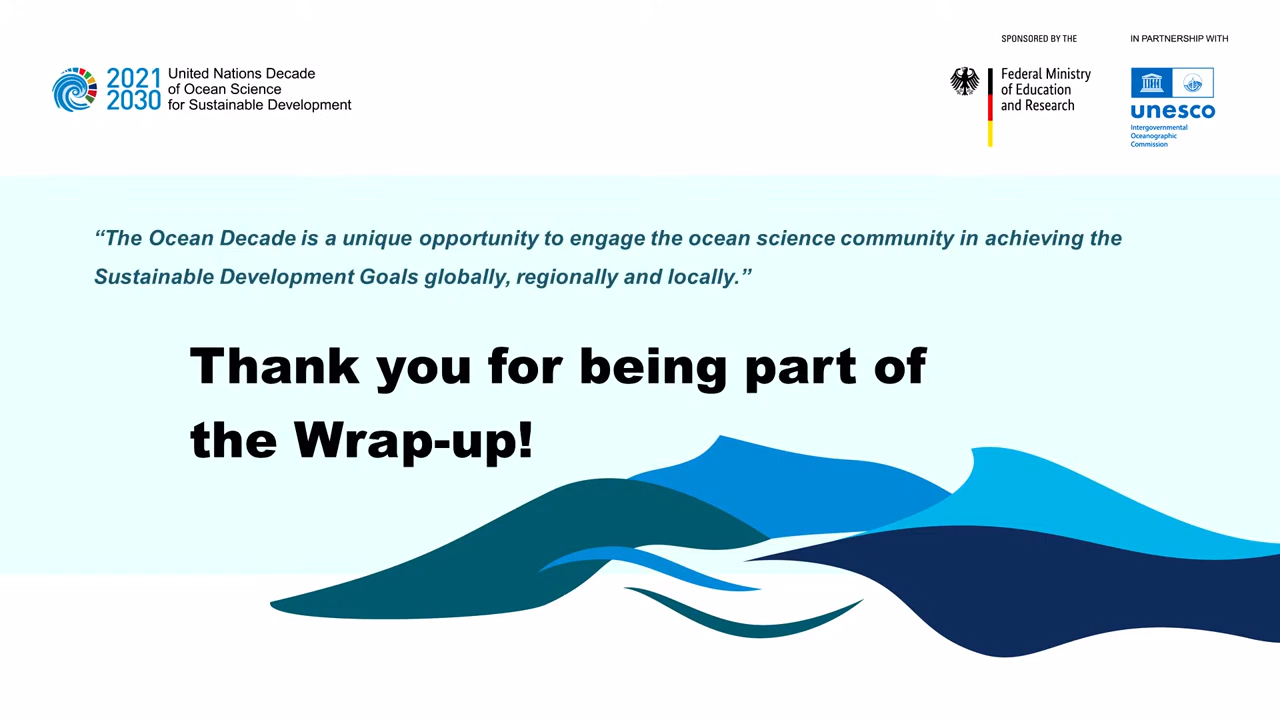 2021
2030
United Nations Decade
of Ocean Science
for Sustainable Development
SPONSORED BY THE
Federal Ministry
of Education
and Research
IN PARTNERSHIP WITH
unesco
Intergovernmental
Oceanographic
Commission
“The Ocean Decade is a unique opportunity to engage the ocean science community in achieving the
Sustainable Development Goals globally, regionally and locally.”
Thank you for being part of
the Wrap-up!